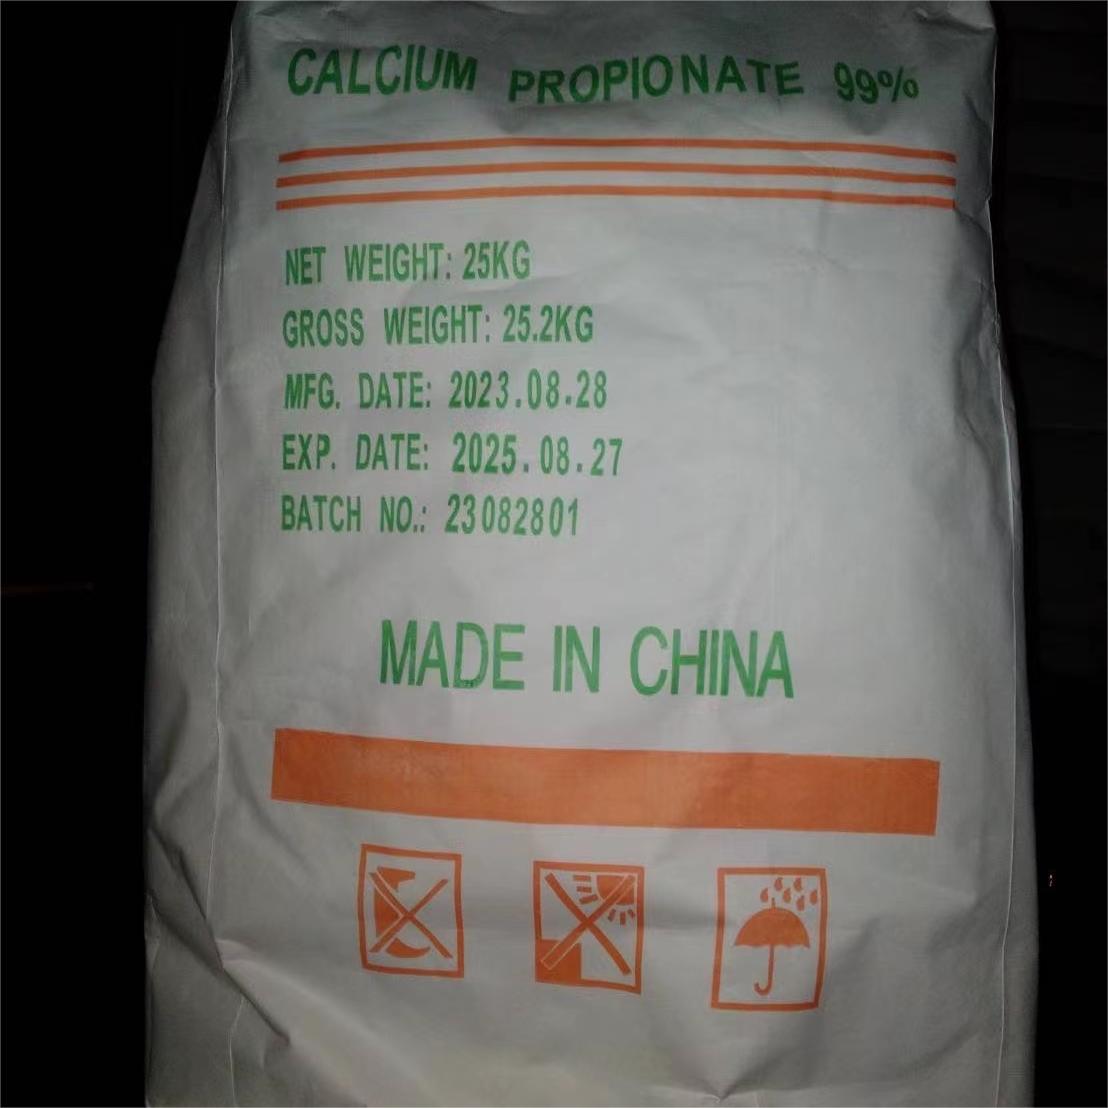 CALCIUM PROPIONATE 99%
NET WEIGHT: 25KG
GROSS WEIGHT: 25.2KG
MFG. DATE: 2023.08.28
EXP. DATE: 2025.08.27
BATCH NO.: 23082801
MADE IN CHINA